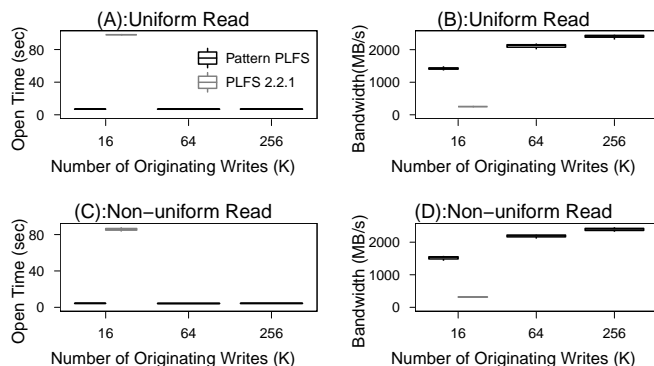 (A):Uniform Read
Open Time (sec)
80
40
0
Pattern PLFS
PLFS 2.2.1
16 64 256
Number of Originating Writes (K)
(B):Uniform Read
Bandwidth(MB/s)
2000
1000
0
16 64 256
Number of Originating Writes (K)
(C):Non−uniform Read
Open Time (sec)
80
40
0
16 64 256
Number of Originating Writes (K)
(D):Non−uniform Read
Bandwidth (MB/s)
2000
1000
0
16 64 256
Number of Originating Writes (K)